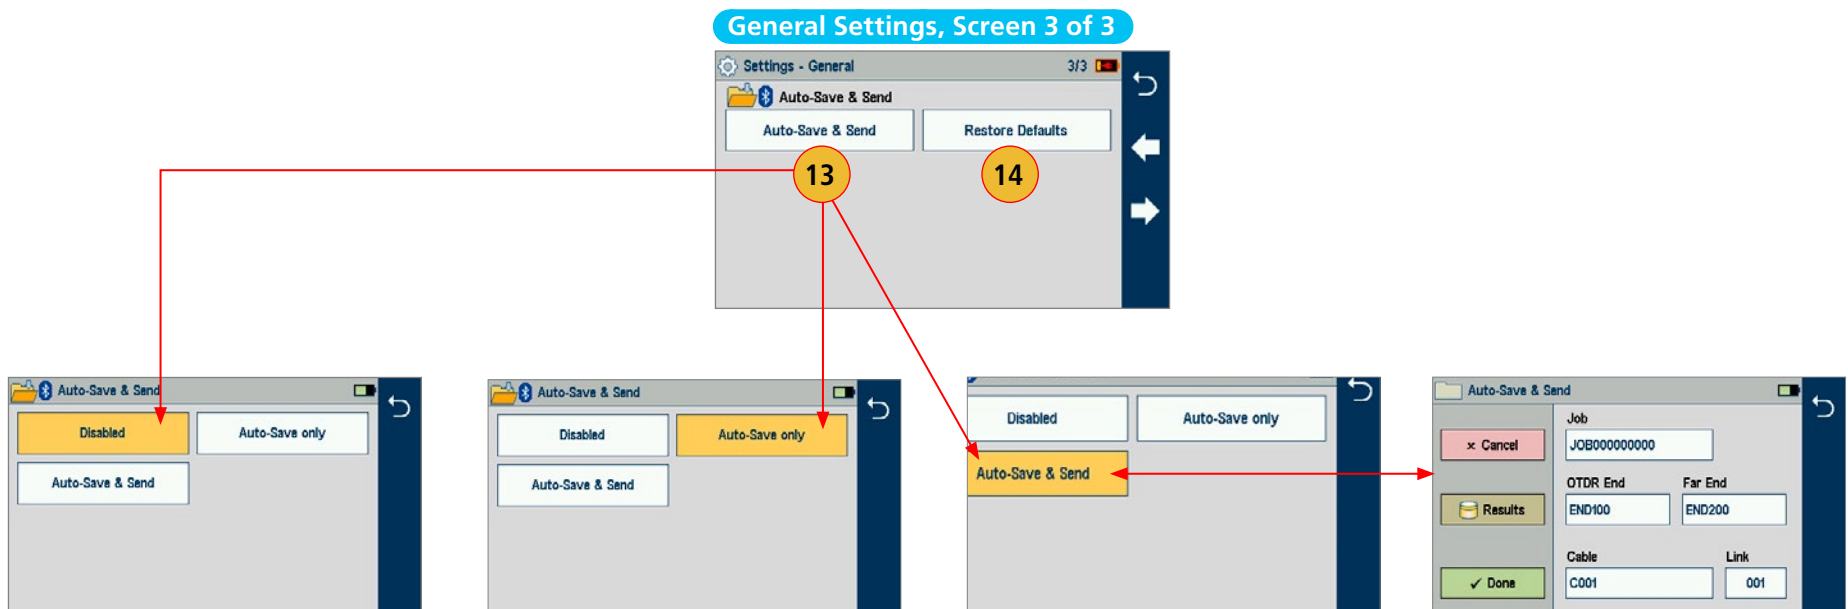 General Settings, Screen 3 of 3
Settings - General 3/3
Auto-Save & Send
Auto-Save & Send Restore Defaults
13 14
Auto-Save & Send
Disabled Auto-Save only
Auto-Save & Send
Auto-Save & Send
Disabled Auto-Save only
Auto-Save & Send
Disabled Auto-Save only
Auto-Save & Send
Auto-Save & Send
Job
× Cancel JOB000000000
OTDR End Far End
Results END100 END200
Cable Link
✓ Done C001 001